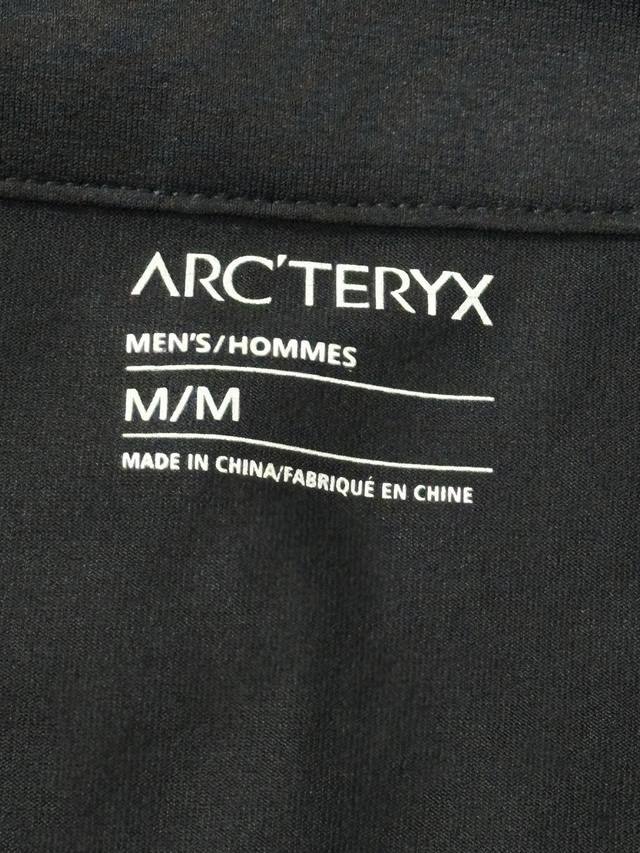 ARC'TERYX
MEN'S/HOMMES
M/M
MADE IN CHINA/FABRIQUÉ EN CHINE